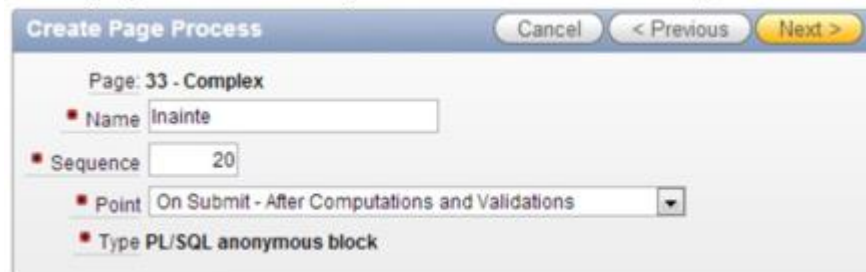 Create Page Process Cancel < Previous Next >
Page: 33 - Complex
Name Inainte
Sequence 20
Point On Submit - After Computations and Validations
Type PL/SQL anonymous block